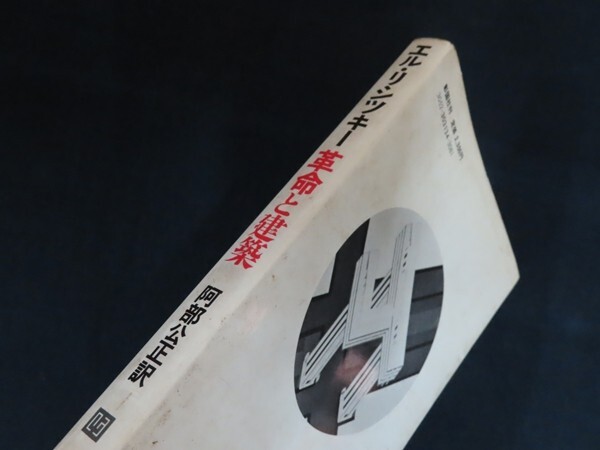 エル・リシツキー
革命と建築
阿部公正訳